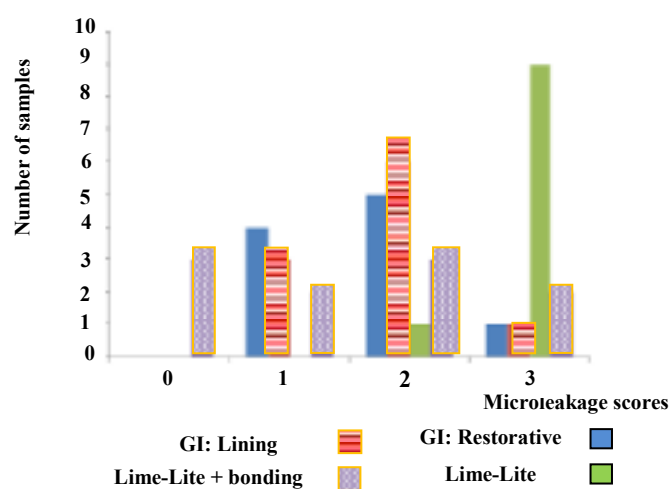 10
9
8
7
6
5
4
3
2
1
0
Number of samples
0 1 2 3
Microleakage scores
GI: Lining GI: Restorative
Lime-Lite + bonding Lime-Lite